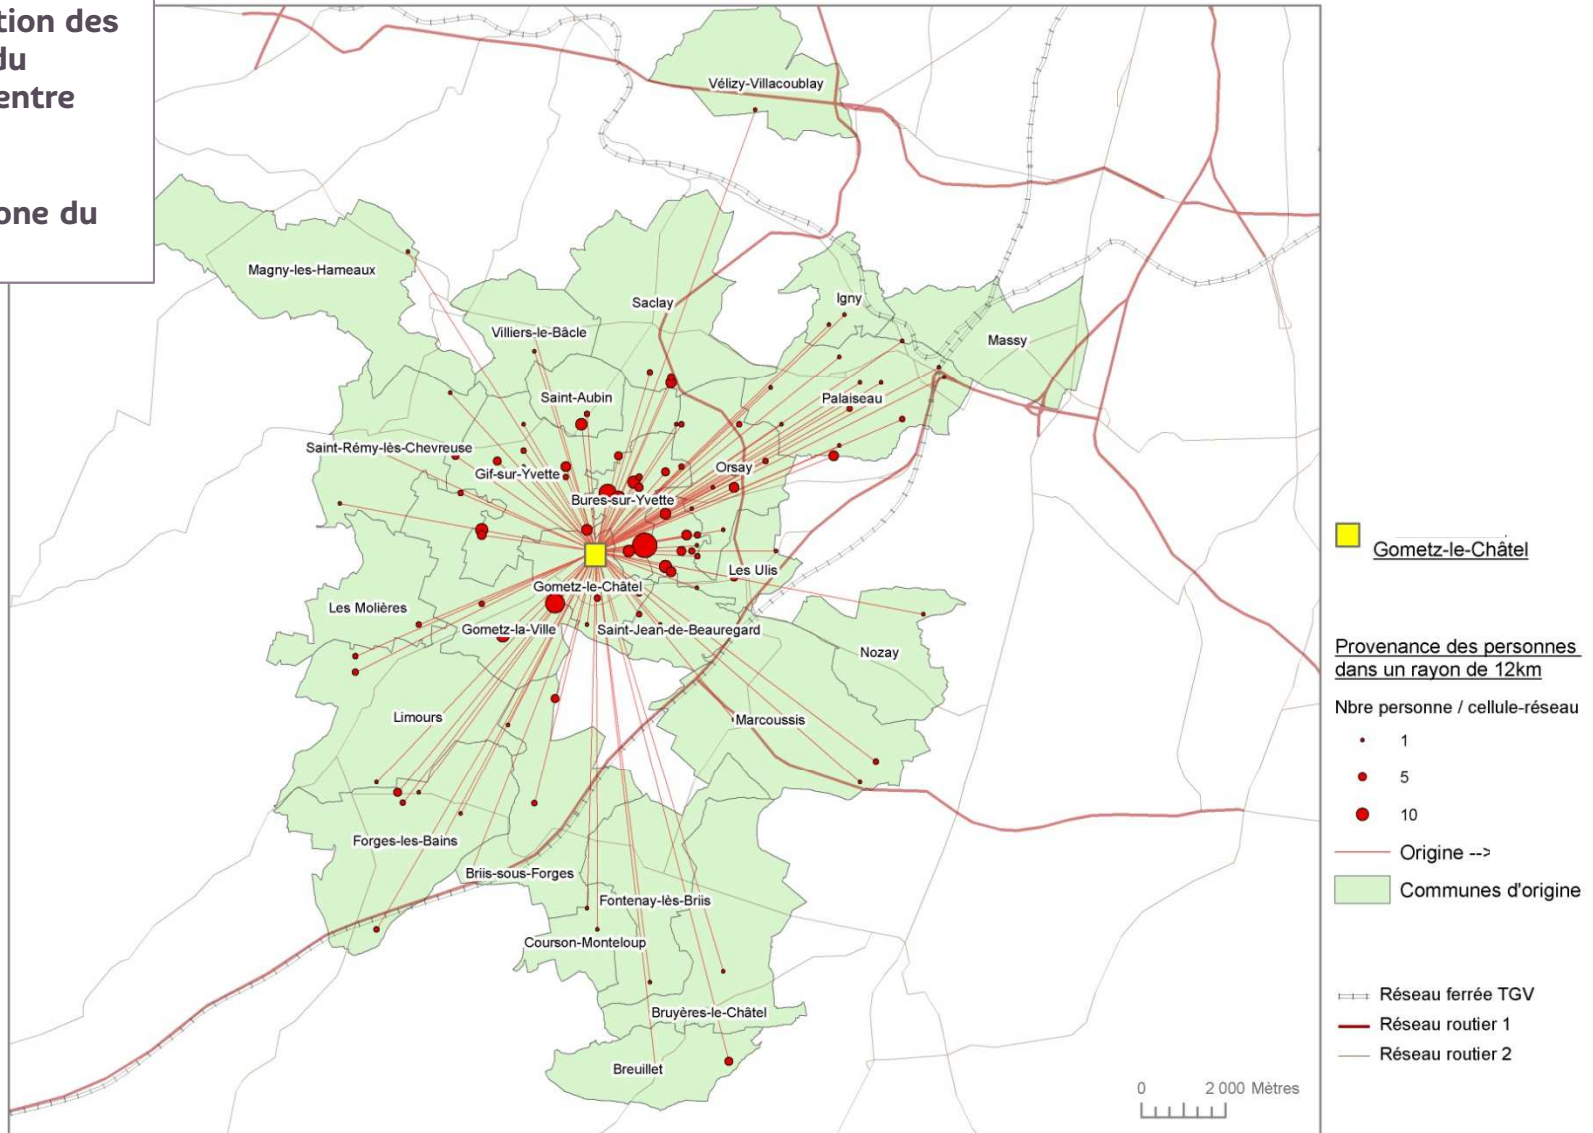 tion des
du
entre
one du
Vélizy-Villacoublay
Magny-les-Hameaux
Saclay
Igny
Villiers-le-Bâcle
Massy
Saint-Aubin
Palaiseau
Saint-Rémy-lès-Chevreuse
Gif-sur-Yvette
Orsay
Bures-sur-Yvette
Les Ulis
Gometz-le-Châtel
Les Molières
Gometz-la-Ville
Saint-Jean-de-Beauregard
Nozay
Limours
Marcoussis
Forges-les-Bains
Briis-sous-Forges
Fontenay-lès-Briis
Courson-Monteloup
Bruyères-le-Châtel
Breuillet
0 2 000 Mètres
Gometz-le-Châtel
Provenance des personnes
dans un rayon de 12km
Nbre personne / cellule-réseau
1
5
10
Origine -->
Communes d'origine
Réseau ferrée TGV
Réseau routier 1
Réseau routier 2